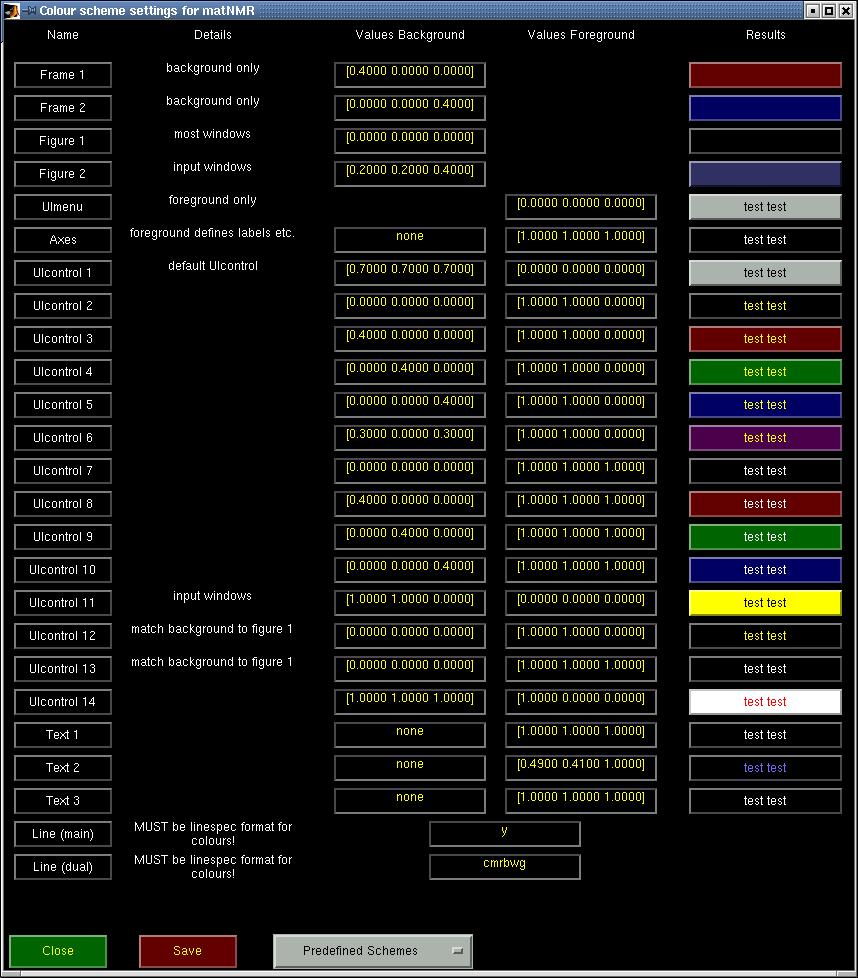 Colour scheme settings for matNMR
Name Details Values Background Values Foreground Results
Frame 1 background only [0.4000 0.0000 0.0000]
Frame 2 background only [0.0000 0.0000 0.4000]
Figure 1 most windows [0.0000 0.0000 0.0000]
Figure 2 input windows [0.2000 0.2000 0.4000]
UImenu foreground only [0.0000 0.0000 0.0000] test test
Axes foreground defines labels etc. none [1.0000 1.0000 1.0000] test test
UIcontrol 1 default UIcontrol [0.7000 0.7000 0.7000] [0.0000 0.0000 0.0000] test test
UIcontrol 2 [0.0000 0.0000 0.0000] [1.0000 1.0000 0.0000] test test
UIcontrol 3 [0.4000 0.0000 0.0000] [1.0000 1.0000 0.0000] test test
UIcontrol 4 [0.0000 0.4000 0.0000] [1.0000 1.0000 0.0000] test test
UIcontrol 5 [0.0000 0.0000 0.4000] [1.0000 1.0000 0.0000] test test
UIcontrol 6 [0.3000 0.0000 0.3000] [1.0000 1.0000 0.0000] test test
UIcontrol 7 [0.0000 0.0000 0.0000] [1.0000 1.0000 1.0000] test test
UIcontrol 8 [0.4000 0.0000 0.0000] [1.0000 1.0000 1.0000] test test
UIcontrol 9 [0.0000 0.4000 0.0000] [1.0000 1.0000 1.0000] test test
UIcontrol 10 [0.0000 0.0000 0.4000] [1.0000 1.0000 1.0000] test test
UIcontrol 11 input windows [1.0000 1.0000 0.0000] [0.0000 0.0000 0.0000] test test
UIcontrol 12 match background to figure 1 [0.0000 0.0000 0.0000] [1.0000 1.0000 0.0000] test test
UIcontrol 13 match background to figure 1 [0.0000 0.0000 0.0000] [1.0000 1.0000 1.0000] test test
UIcontrol 14 [1.0000 1.0000 1.0000] [1.0000 0.0000 0.0000] test test
Text 1 none [1.0000 1.0000 1.0000] test test
Text 2 none [0.4900 0.4100 1.0000] test test
Text 3 none [1.0000 1.0000 1.0000] test test
Line (main) MUST be linespec format for y
colours!
Line (dual) MUST be linespec format for cmrbwg
colours!
Close Save Predefined Schemes